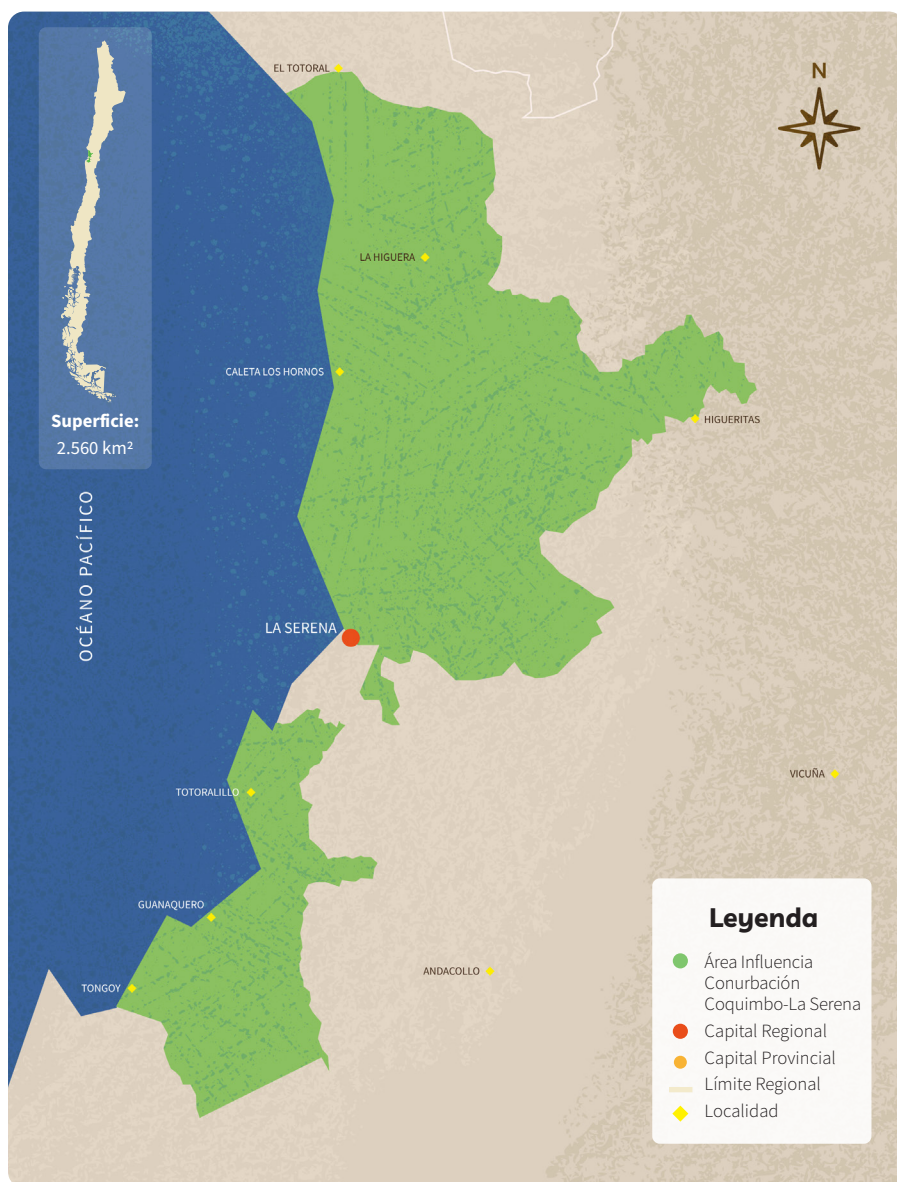 N
EL TOTORAL
LA HIGUERA
CALETA LOS HORNOS
HIGUERITAS
Superficie:
2.560 km²
OCÉANO PACÍFICO
LA SERENA
VICUÑA
TOTORALILLO
GUANAQUERO
ANDACOLLO
TONGOY
Leyenda
Área Influencia
Conurbación
Coquimbo-La Serena
Capital Regional
Capital Provincial
Límite Regional
Localidad